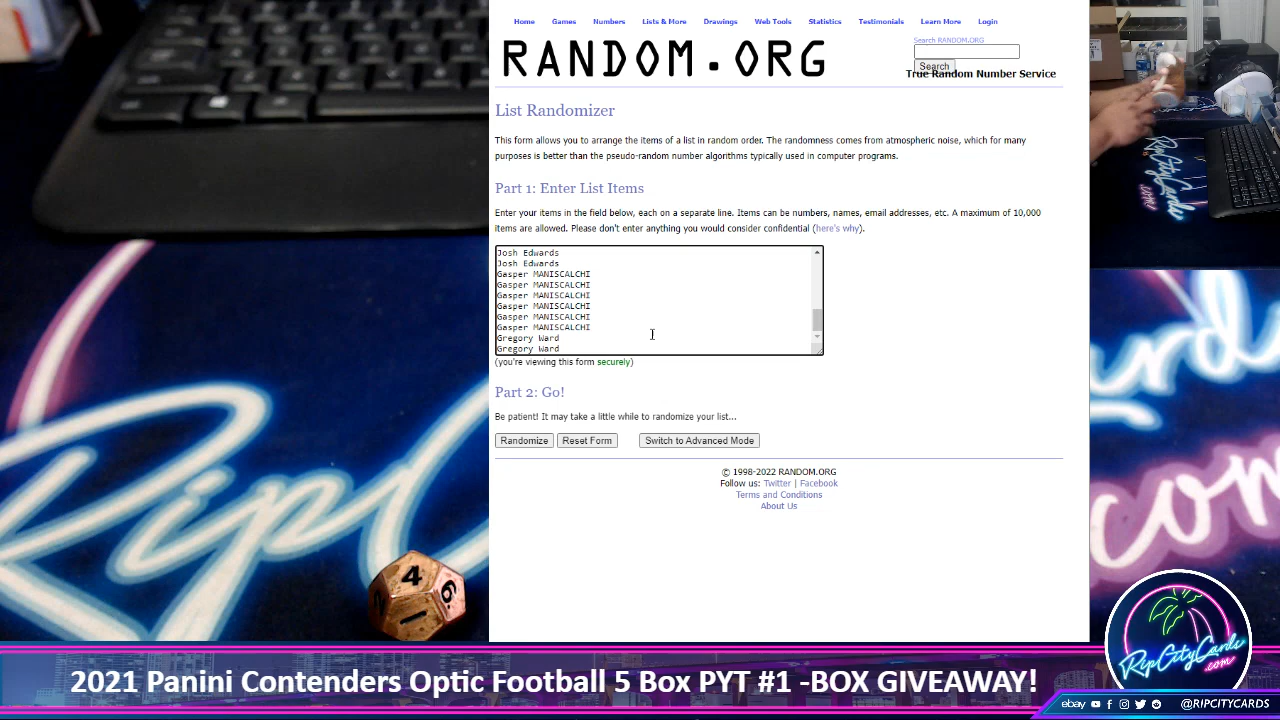 Home Games Numbers Lists & More Drawings Web Tools Statistics Testimonials Learn More Login
RANDOM.ORG
Search RANDOM.ORG
Search
True Random Number Service
List Randomizer
This form allows you to arrange the items of a list in random order. The randomness comes from atmospheric noise, which for many
purposes is better than the pseudo-random number algorithms typically used in computer programs.
Part 1: Enter List Items
Enter your items in the field below, each on a separate line. Items can be numbers, names, email addresses, etc. A maximum of 10,000
items are allowed. Please don't enter anything you would consider confidential (here's why).
Josh Edwards
Josh Edwards
Gasper MANISCALCHI
Gasper MANISCALCHI
Gasper MANISCALCHI
Gasper MANISCALCHI
Gasper MANISCALCHI
Gasper MANISCALCHI
Gregory Ward
Gregory Ward
(you're viewing this form securely)
Part 2: Go!
Be patient! It may take a little while to randomize your list...
Randomize Reset Form Switch to Advanced Mode
© 1998-2022 RANDOM.ORG
Follow us: Twitter | Facebook
Terms and Conditions
About Us
4
6
RipCityCards
.com
2021 Panini Contenders Optic Football 5 Box PYT #1 -BOX GIVEAWAY!
ebay @RIPCITYCARDS